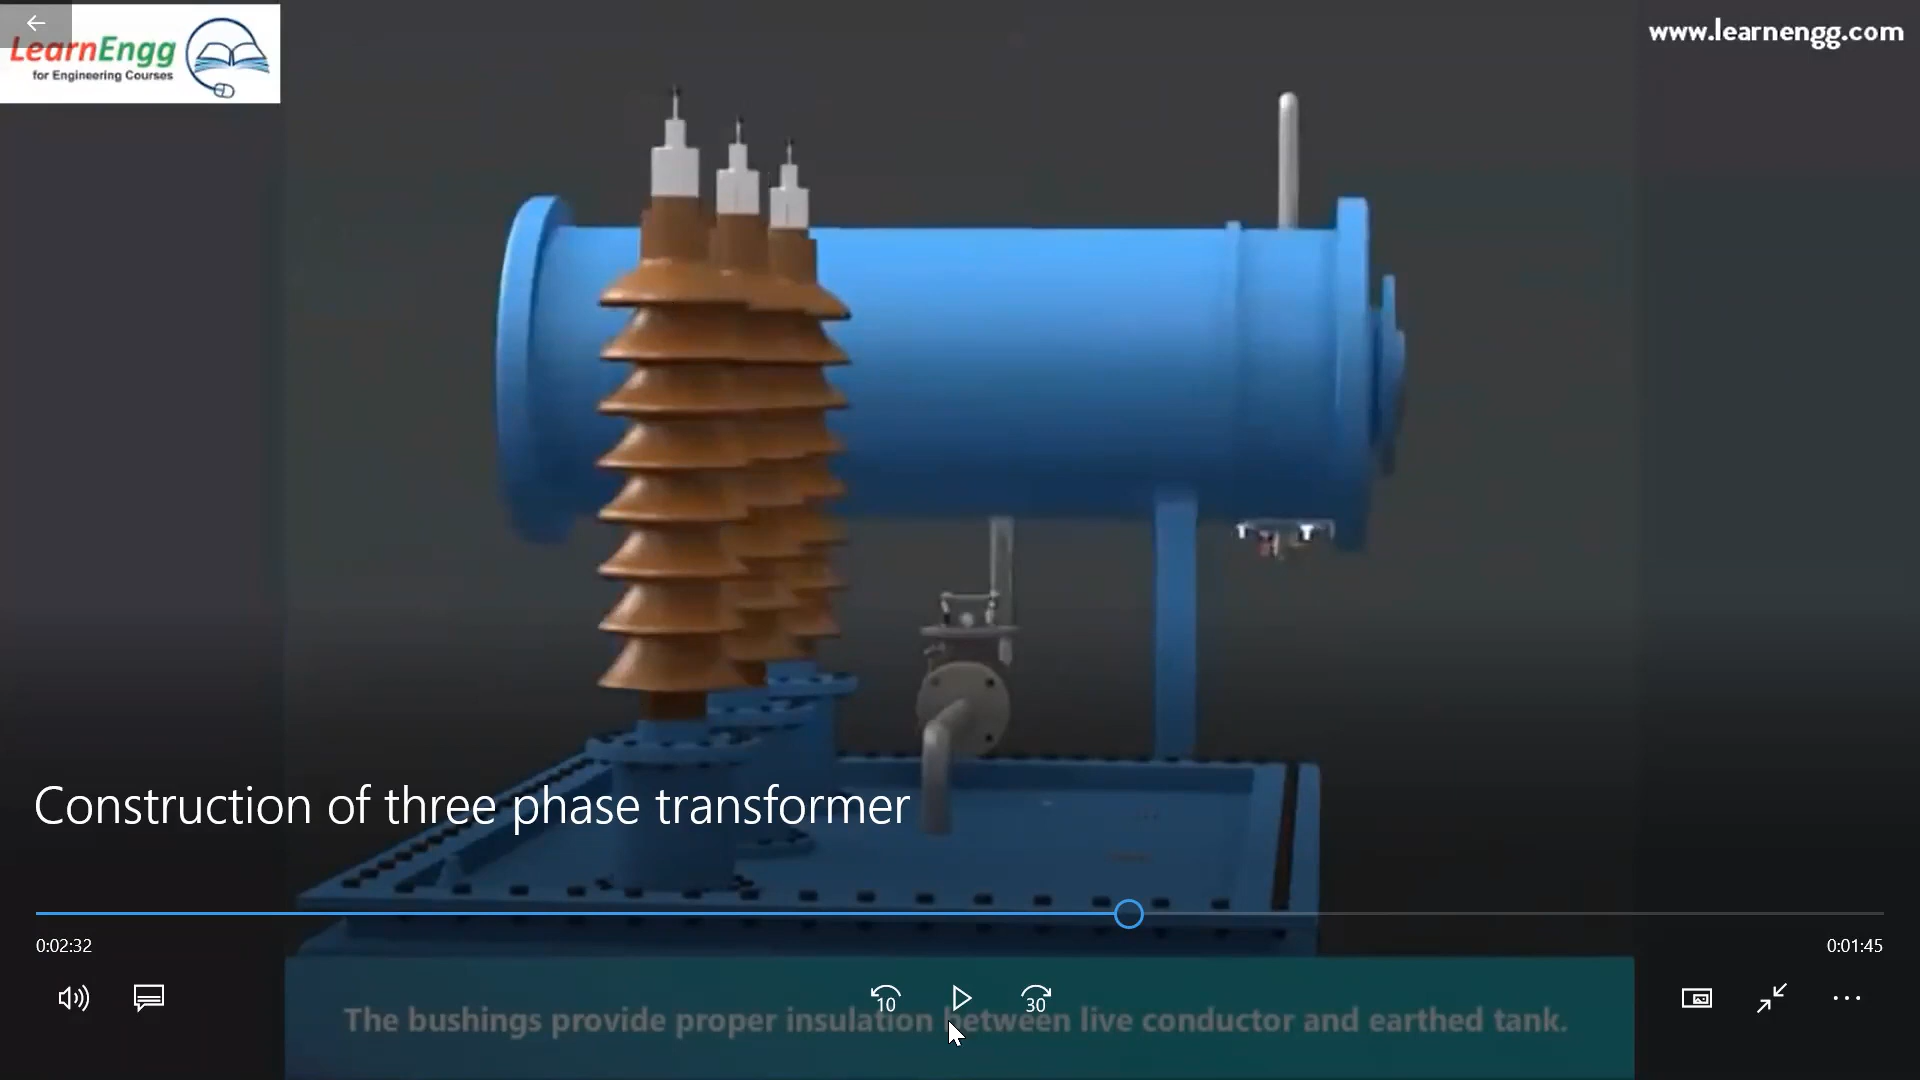 LearnEngg
for Engineering Courses
www.learnengg.com
Construction of three phase transformer
0:02:32
0:01:45
10
30
The bushings provide proper insulation between live conductor and earthed tank.